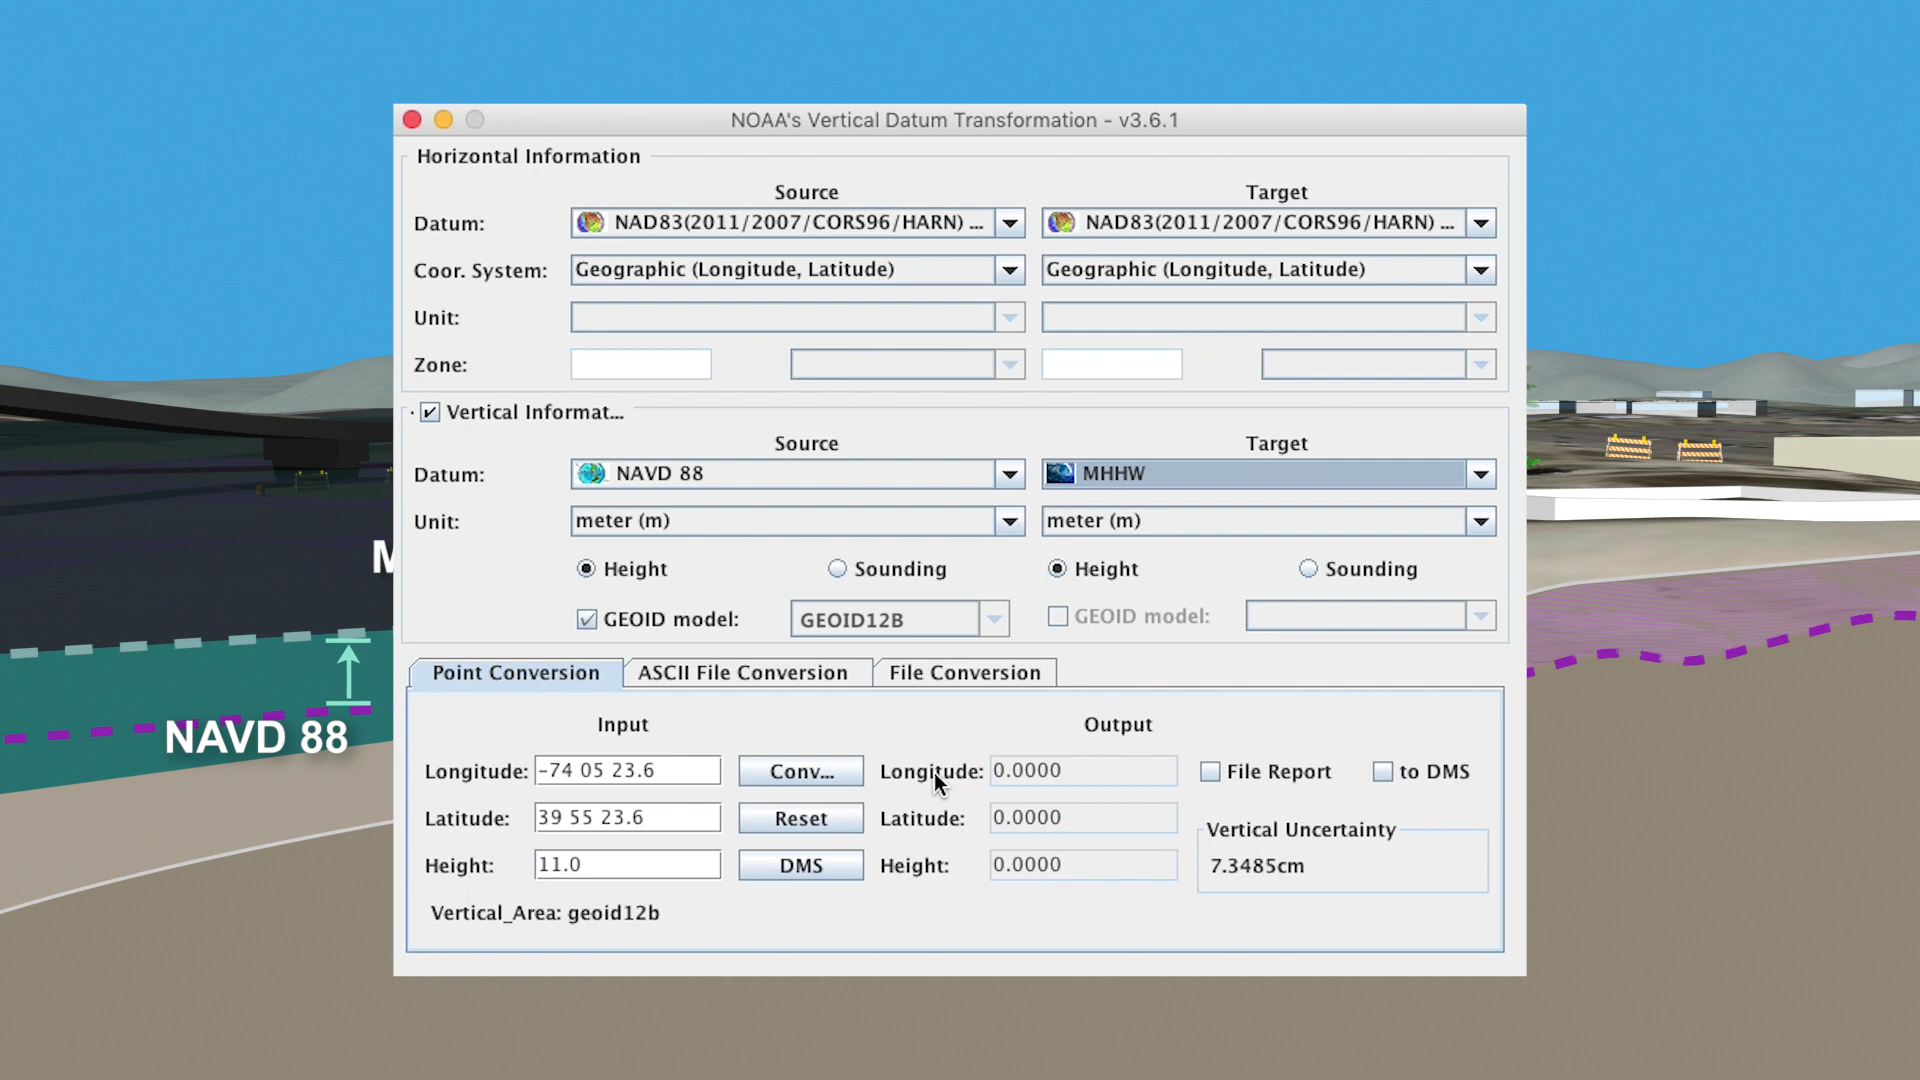 NOAA's Vertical Datum Transformation - v3.6.1
Horizontal Information
Source Target
Datum: NAD83(2011/2007/CORS96/HARN) ... NAD83(2011/2007/CORS96/HARN) ...
Coor. System: Geographic (Longitude, Latitude) Geographic (Longitude, Latitude)
Unit:
Zone:
Vertical Informat...
Source Target
Datum: NAVD 88 MHHW
Unit: meter (m) meter (m)
Height Sounding Height Sounding
GEOID model: GEOID12B GEOID model:
M
NAVD 88
Point Conversion ASCII File Conversion File Conversion
Input Output
Longitude: -74 05 23.6 Conv... Longitude: 0.0000 File Report to DMS
Latitude: 39 55 23.6 Reset Latitude: 0.0000
Vertical Uncertainty
Height: 11.0 DMS Height: 0.0000 7.3485cm
Vertical_Area: geoid12b